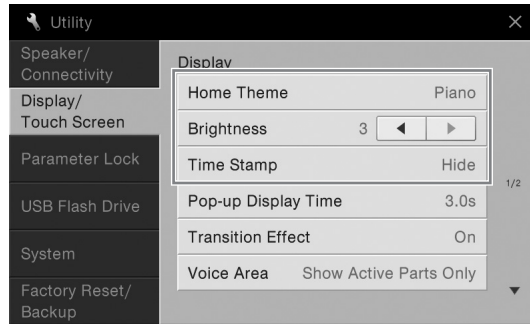 Utility
Speaker/
Connectivity
Display/
Touch Screen
Parameter Lock
USB Flash Drive
System
Factory Reset/
Backup
Display
Home Theme Piano
Brightness 3
Time Stamp Hide
Pop-up Display Time 3.0s
Transition Effect On
Voice Area Show Active Parts Only
1/2